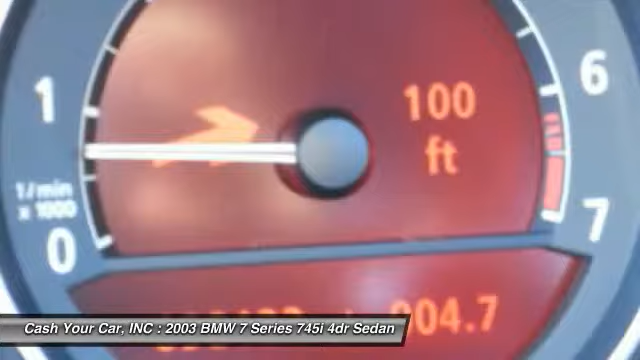 1
6
100
ft
1/min
x 1000
0
7
904.7
Cash Your Car, INC : 2003 BMW 7 Series 745i 4dr Sedan